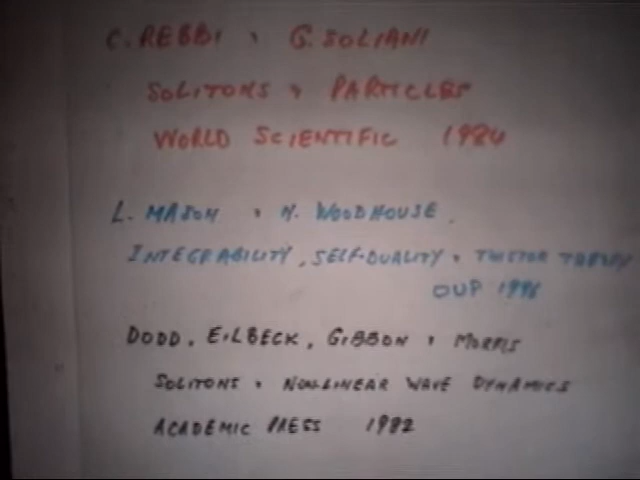 C. REBBI & G. SOLIANI
SOLITONS & PARTICLES
WORLD SCIENTIFIC 1984
L. MASON & N. WOODHOUSE.
INTEGRABILITY, SELF-DUALITY & TWISTOR THEORY
OUP 1996
DODD, EILBECK, GIBBON & MORRIS
SOLITONS & NONLINEAR WAVE DYNAMICS
ACADEMIC PRESS 1982